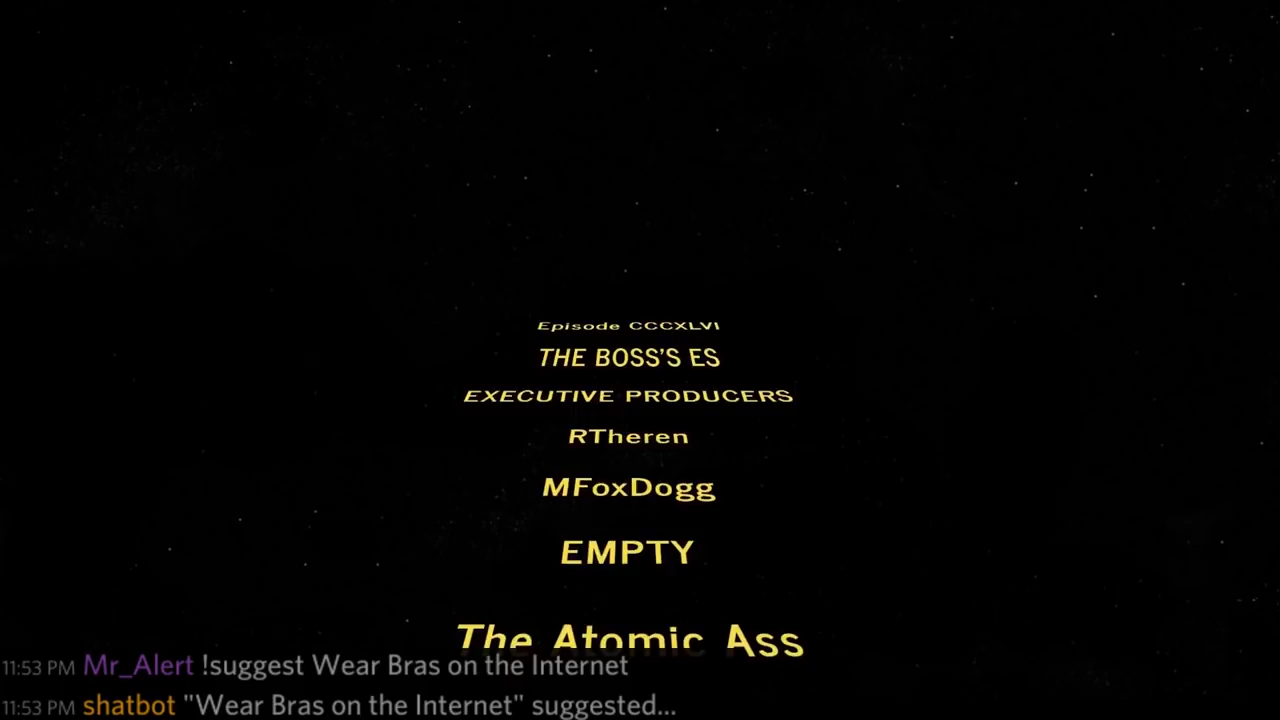 Episode CCCXLVI
THE BOSS'S ES
EXECUTIVE PRODUCERS
RTheren
MFoxDogg
EMPTY
The Atomic Ass
11:53 PM Mr_Alert !suggest Wear Bras on the Internet
11:53 PM shatbot "Wear Bras on the Internet" suggested...